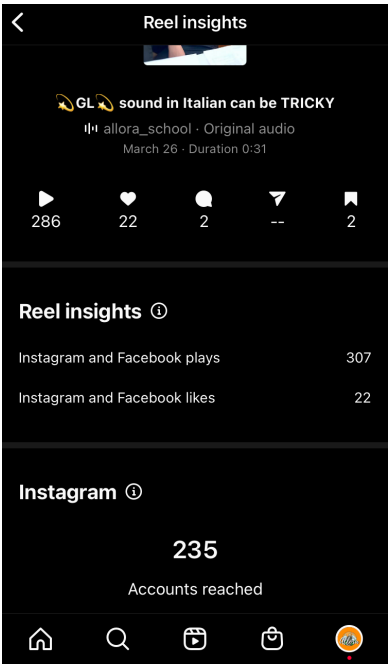 Reel insights
💫GL💫 sound in Italian can be TRICKY
allora_school · Original audio
March 26 · Duration 0:31
286 22 2 -- 2
Reel insights
Instagram and Facebook plays 307
Instagram and Facebook likes 22
Instagram
235
Accounts reached